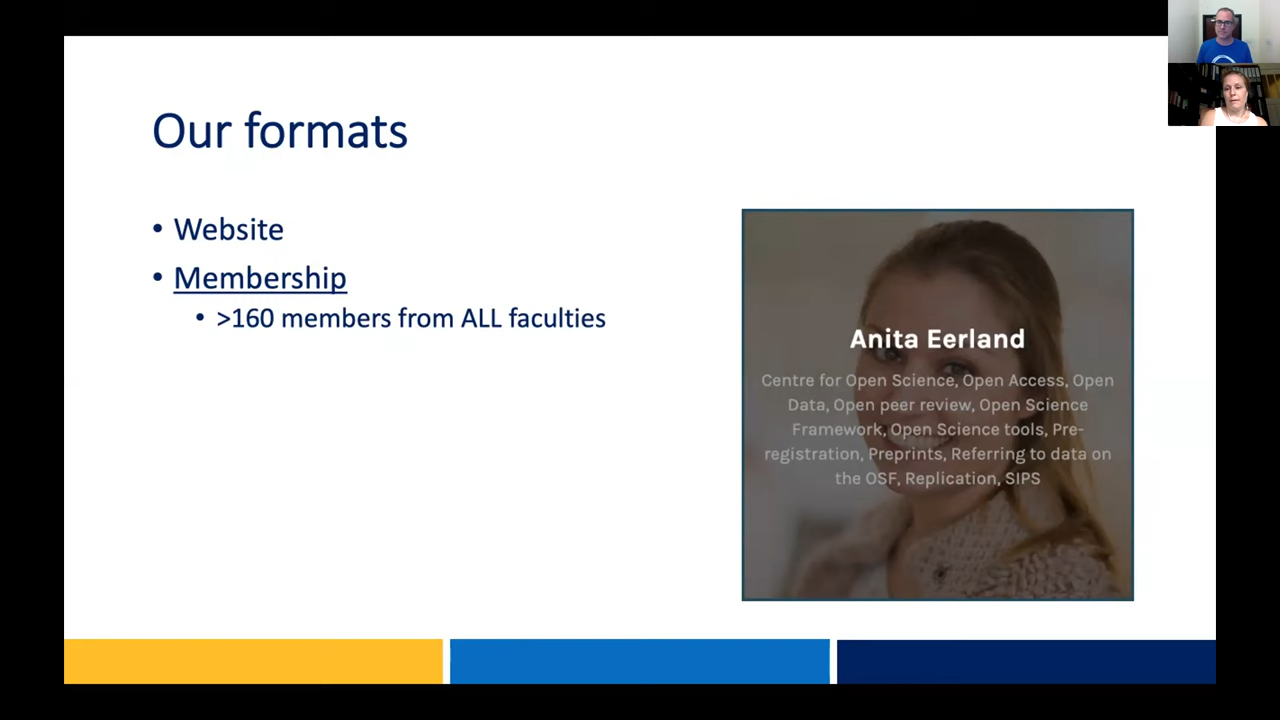 Our formats
• Website
• Membership
• >160 members from ALL faculties
Anita Eerland
Centre for Open Science, Open Access, Open
Data, Open peer review, Open Science
Framework, Open Science tools, Pre-
registration, Preprints, Referring to data on
the OSF, Replication, SIPS